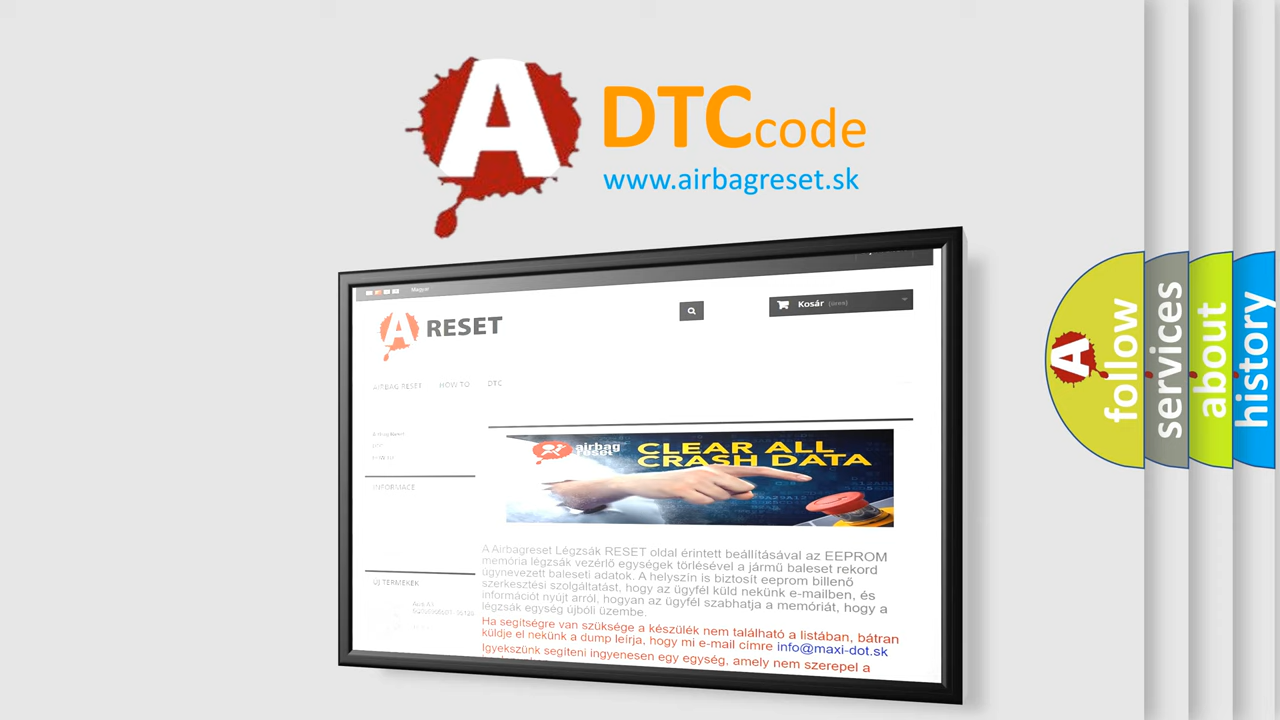 A
DTC code
www.airbagreset.sk
Magyar
A RESET
Kosár (üres)
AIRBAG RESET HOW TO DTC
INFORMACE
ÚJ TERMÉKEK
airbag
reset
CLEAR ALL
CRASH DATA
A Airbagreset Légzsák RESET oldal érintett beállításával az EEPROM
memória légzsák vezérlő egységek törlésével a jármű baleset rekord
úgynevezett baleseti adatok. A helyszín is biztosít eeprom billenő
szerkesztési szolgáltatást, hogy az ügyfél küld nekünk e-mailben, és
információt nyújt arról, hogyan az ügyfél szabhatja a memóriát, hogy a
légzsák egység újbóli üzembe.
Ha segítségre van szüksége a készülék nem található a listában, bátran
küldje el nekünk a dump leírja, hogy mi e-mail címre info@maxi-dot.sk
Igyekszünk segíteni ingyenesen egy egység, amely nem szerepel a
A
follow
services
about
history